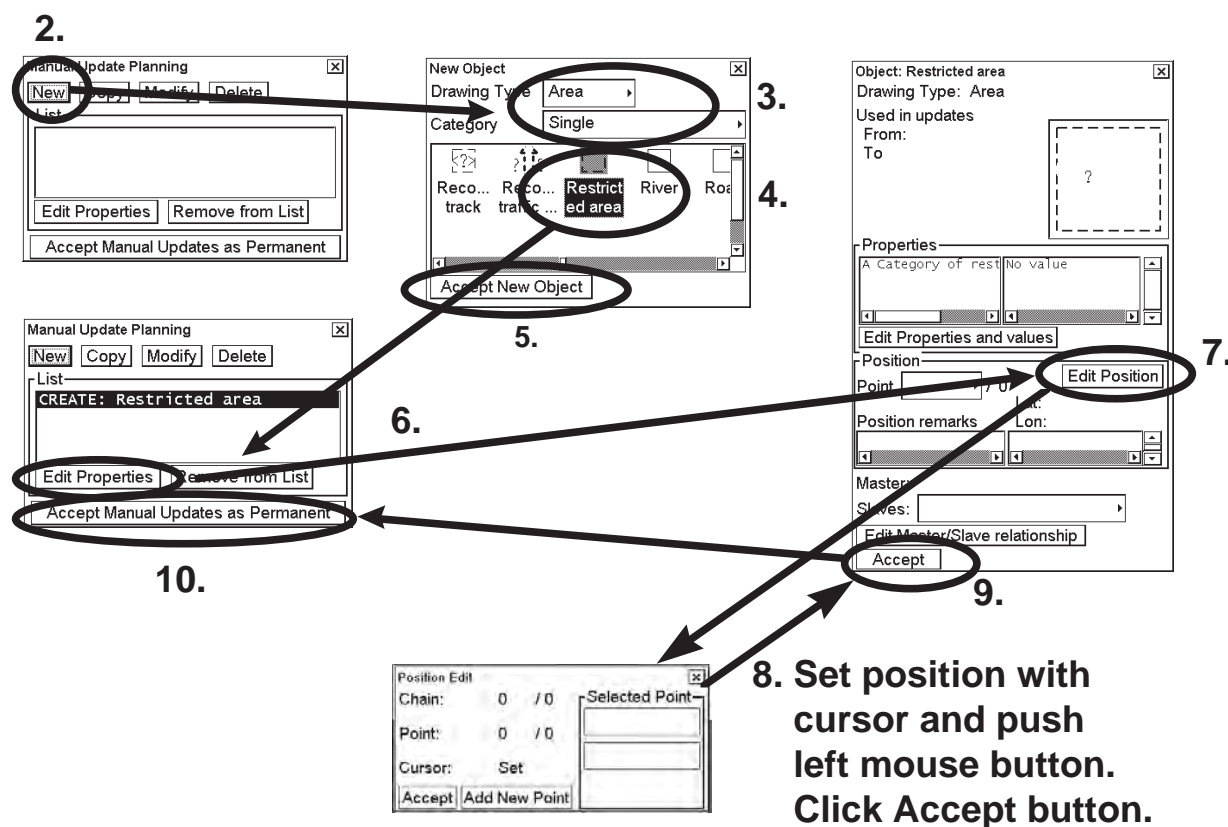 2.
Manual Update Planning
New Copy Modify Delete
List
Edit Properties Remove from List
Accept Manual Updates as Permanent
New Object
Drawing Type Area
Category Single
3.
<?> ? ?
Reco... Reco... Restrict River Roa
track traffic ... ed area
4.
Accept New Object
5.
Object: Restricted area
Drawing Type: Area
Used in updates
From:
To
?
Properties
A Category of rest No value
Edit Properties and values
Position
Point / 0
Edit Position
7.
Lat:
Position remarks Lon:
Master:
Slaves:
Edit Master/Slave relationship
Accept
9.
Manual Update Planning
New Copy Modify Delete
List
CREATE: Restricted area
6.
Edit Properties Remove from List
Accept Manual Updates as Permanent
10.
Position Edit
Chain: 0 / 0 Selected Point
Point: 0 / 0
Cursor: Set
Accept Add New Point
8. Set position with
cursor and push
left mouse button.
Click Accept button.